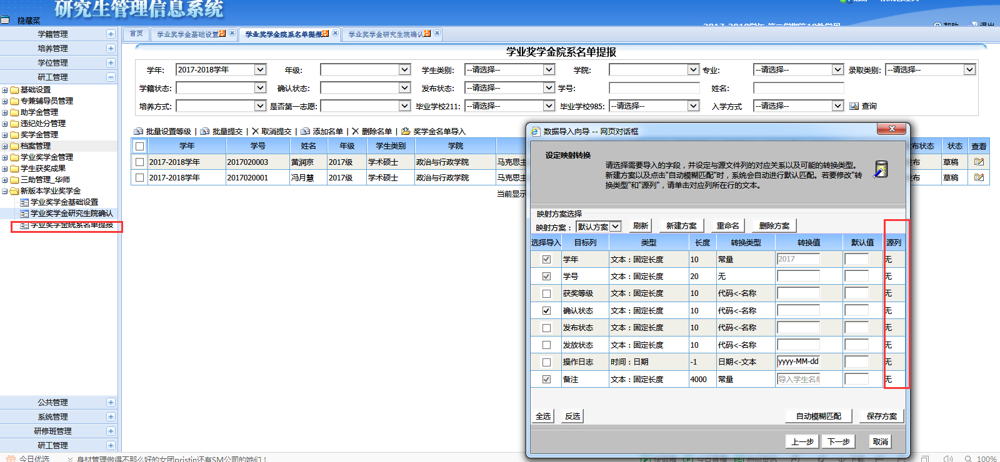 研究生管理信息系统
隐藏菜
2017-2018学年 第二学期第10教学周
帮助
退出
学籍管理
培养管理
学位管理
研工管理
基础设置
专兼辅导员管理
助学金管理
违纪处分管理
奖学金管理
档案管理
学业奖学金管理
学生获奖成果
三助管理_华师
新版本学业奖学金
学业奖学金基础设置
学业奖学金研究生院确认
学业奖学金院系名单提报
公共管理
系统管理
研修班管理
研工管理
首页 学业奖学金基础设置 学业奖学金院系名单提报 学业奖学金研究生院确认
学业奖学金院系名单提报
学年: 2017-2018学年 年级: 学生类别: --请选择-- 学院: 专业: --请选择-- 录取类别: --请选择--
学籍状态: 确认状态: 发布状态: --请选择-- 学号: 姓名:
培养方式: 是否第一志愿: 毕业学校211: --请选择-- 毕业学校985: --请选择-- 入学方式 --请选择-- 查询
批量设置等级 | 批量提交 | 取消提交 | 添加名单 | 删除名单 | 奖学金名单导入
学年 学号 姓名 年级 学生类别 学院 布状态 状态 查看
2017-2018学年 2017020003 黄润京 2017级 学术硕士 政治与行政学院 马克思主 布 草稿
2017-2018学年 2017020001 冯月慧 2017级 学术硕士 政治与行政学院 马克思主 布 草稿
当前显示
数据导入向导 -- 网页对话框
设定映射转换
请选择需要导入的字段，并设定与源文件列的对应关系以及可能的转换类型。
新建方案以及点击"自动模糊匹配"时，系统会自动进行默认匹配。若要修改"转
换类型"和"源列"，请单击对应列所在行的文本。
映射方案选择
映射方案： 默认方案 刷新 新建方案 重命名 删除方案
选择导入 目标列 类型 长度 转换类型 转换值 默认值 源列
学年 文本：固定长度 10 常量 2017 无
学号 文本：固定长度 20 无 无
获奖等级 文本：固定长度 10 代码<-名称 无
确认状态 文本：固定长度 10 代码<-名称 无
发布状态 文本：固定长度 10 代码<-名称 无
发放状态 文本：固定长度 10 代码<-名称 无
操作日志 时间：日期 -1 日期<-文本 yyyy-MM-dd 无
备注 文本：固定长度 4000 常量 导入学生名单 无
全选 反选 自动模糊匹配 保存方案
上一步 下一步 取消
今日优选 身材管理做得不那么好的女团pristin还有SM公司的她们！
100%